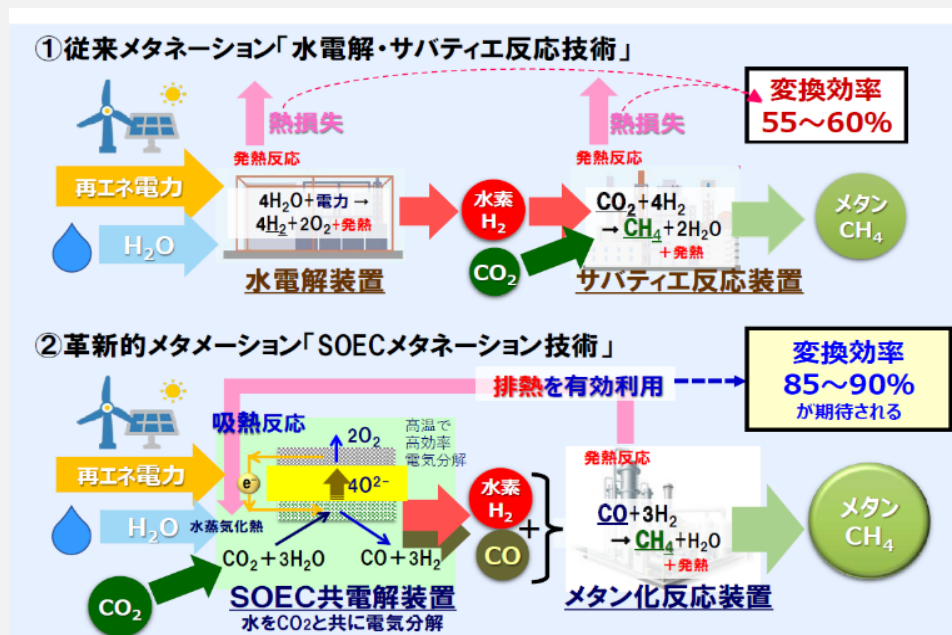 ①従来メタネーション「水電解・サバティエ反応技術」
熱損失
熱損失
変換効率
55～60%
発熱反応
発熱反応
再エネ電力
4H₂O+電力 →
4H₂+2O₂+発熱
水素
H₂
CO₂+4H₂
→ CH₄+2H₂O
+発熱
メタン
CH₄
H₂O
CO₂
水電解装置
サバティエ反応装置
②革新的メタメーション「SOECメタネーション技術」
変換効率
85～90%
が期待される
排熱を有効利用
吸熱反応
2O₂
高温で
高効率
電気分解
発熱反応
再エネ電力
e⁻
4O²⁻
水素
H₂
CO
+
CO+3H₂
→ CH₄+H₂O
+発熱
メタン
CH₄
H₂O
水蒸気化熱
CO₂+3H₂O
CO+3H₂
CO₂
SOEC共電解装置
水をCO₂と共に電気分解
メタン化反応装置